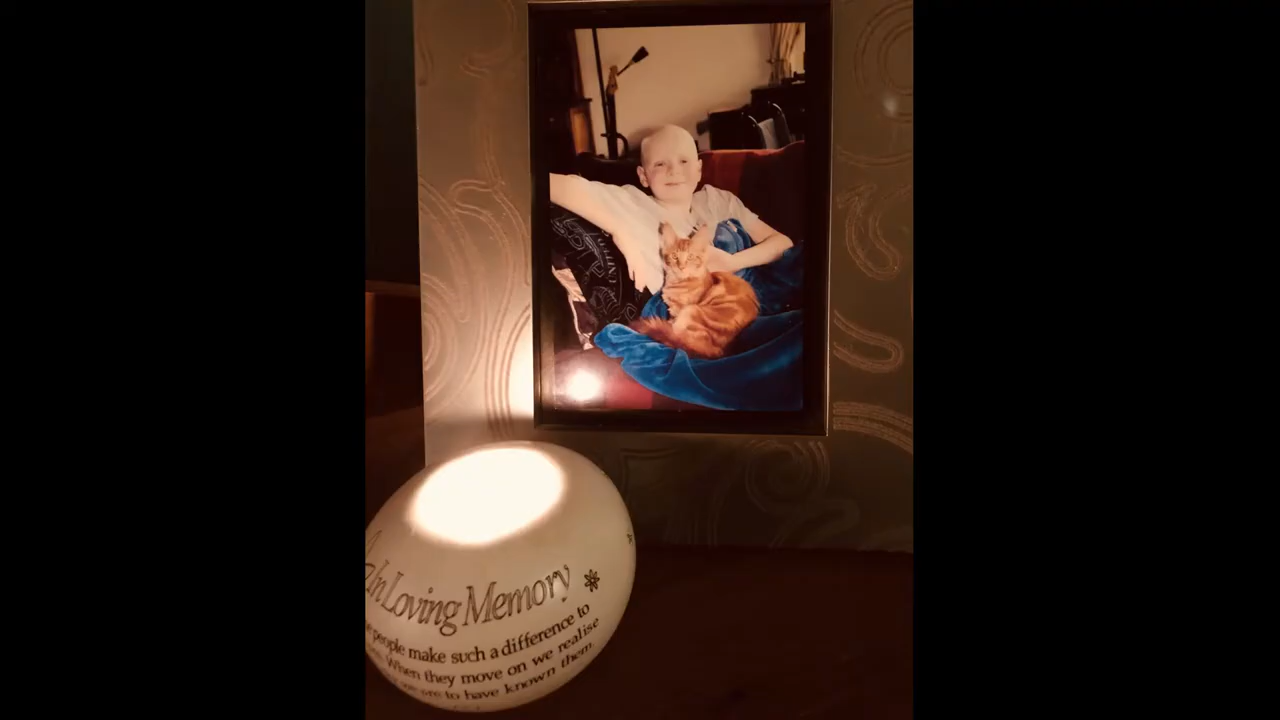 In Loving Memory
people make such a difference to
When they move on we realise
to have known them